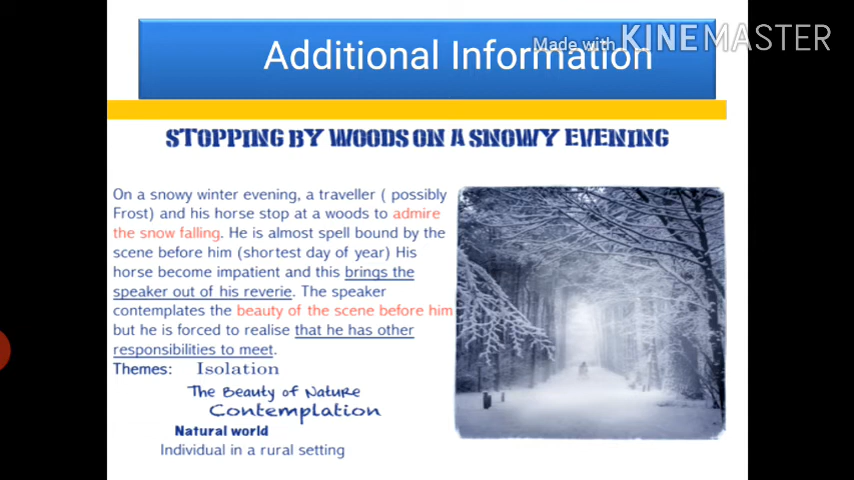 Additional Information
Made with KINEMASTER
STOPPING BY WOODS ON A SNOWY EVENING
On a snowy winter evening, a traveller ( possibly
Frost) and his horse stop at a woods to admire
the snow falling. He is almost spell bound by the
scene before him (shortest day of year) His
horse become impatient and this brings the
speaker out of his reverie. The speaker
contemplates the beauty of the scene before him
but he is forced to realise that he has other
responsibilities to meet.
Themes: Isolation
The Beauty of Nature
Contemplation
Natural world
Individual in a rural setting